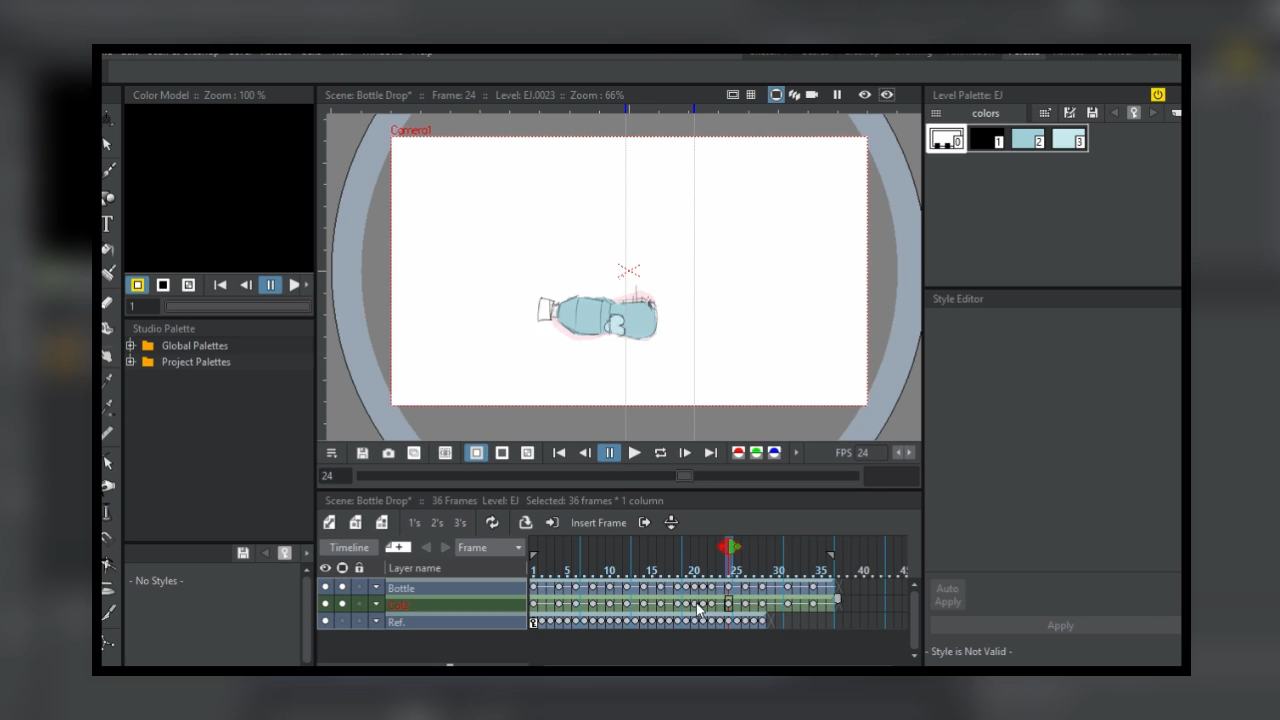 Color Model :: Zoom : 100 %
Scene: Bottle Drop* :: Frame: 24 :: Level: EJ.0023 :: Zoom : 66%
Level Palette: EJ
colors
0
1
2
3
Camera1
T
1
Style Editor
Studio Palette
Global Palettes
Project Palettes
FPS 24
24
Scene: Bottle Drop* :: 36 Frames Level: EJ Selected: 36 frames * 1 column
1's 2's 3's
Insert Frame
Timeline
Frame
Layer name
1 5 10 15 20 25 30 35 40
Bottle
Col2
Ref.
- No Styles -
Auto
Apply
Apply
- Style is Not Valid -